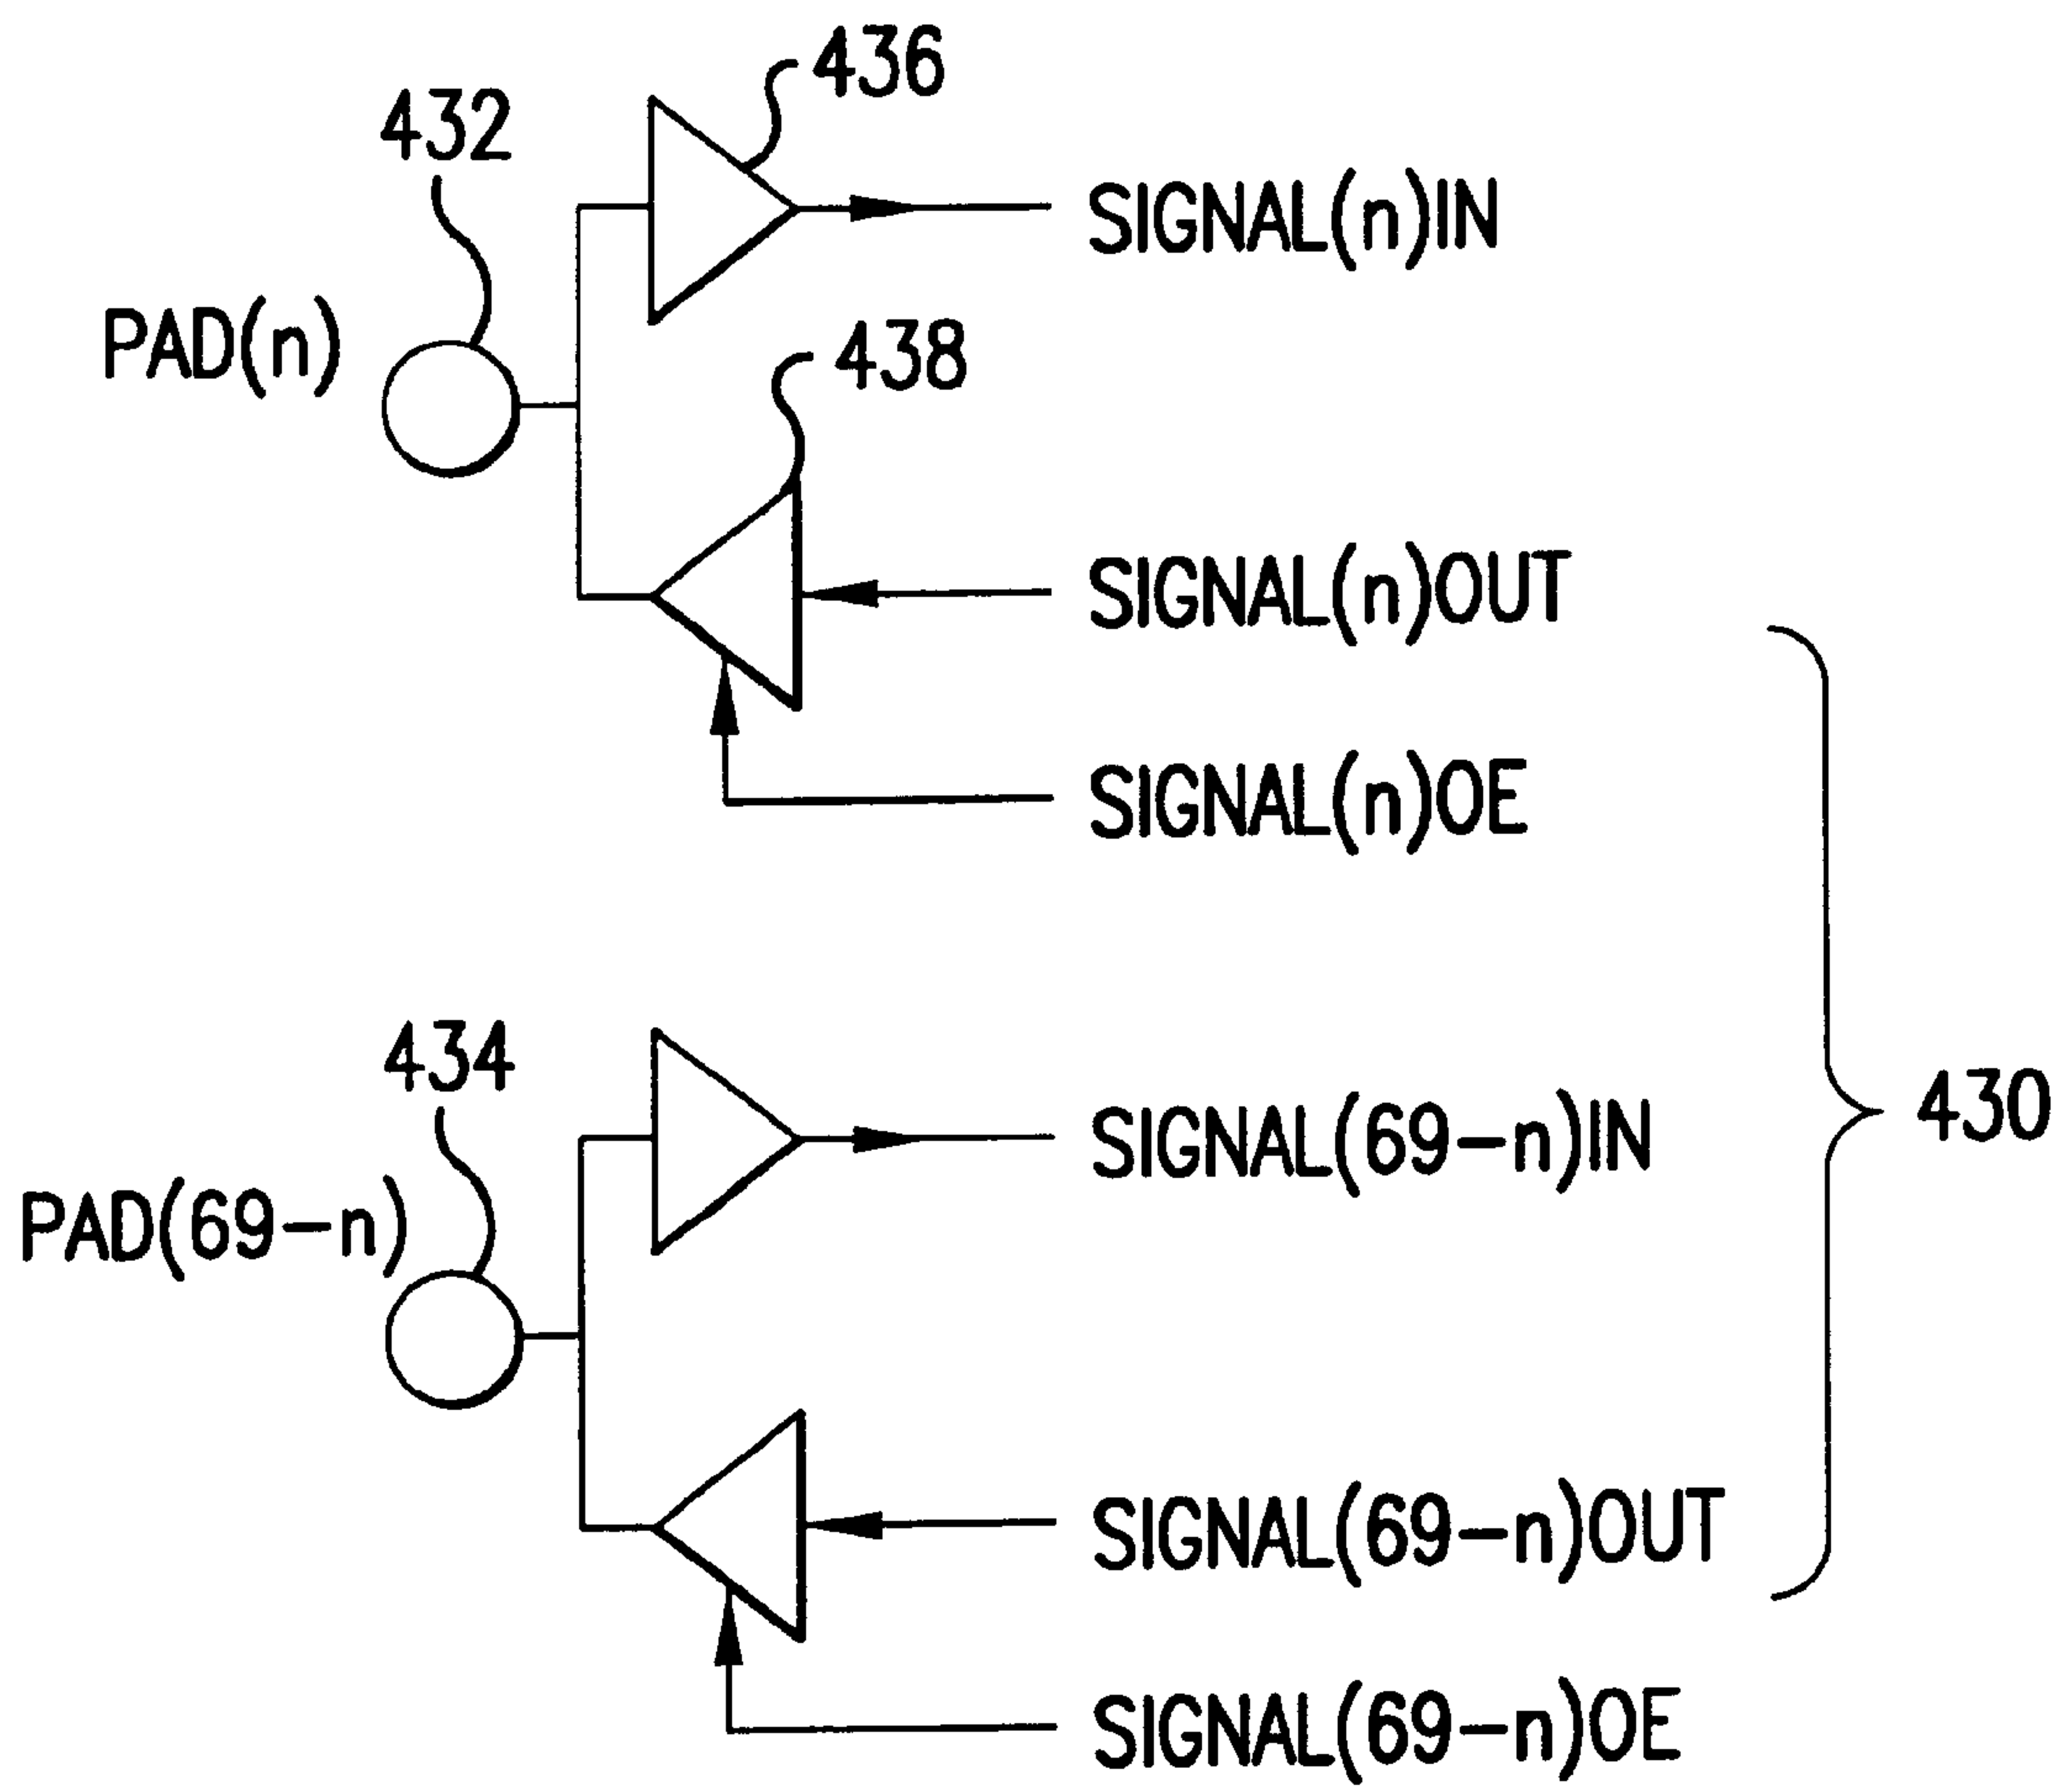 436
432
SIGNAL(n)IN
PAD(n)
438
SIGNAL(n)OUT
SIGNAL(n)OE
434
SIGNAL(69-n)IN
430
PAD(69-n)
SIGNAL(69-n)OUT
SIGNAL(69-n)OE